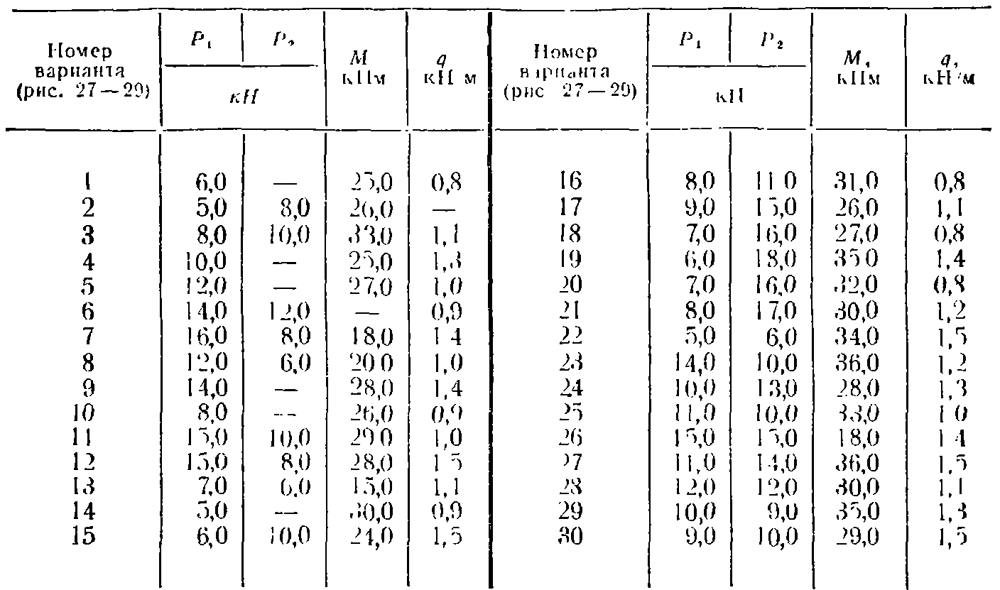 Номер варианта (рис. 27—29) P₁ P₂ M кНм q кН м Номер варианта (рис 27—29) P₁ P₂ M, кНм q, кН/м
кН кН
1 6,0 — 25,0 0,8 16 8,0 11 0 31,0 0,8
2 5,0 8,0 26,0 — 17 9,0 15,0 26,0 1,1
3 8,0 10,0 33,0 1,1 18 7,0 16,0 27,0 0,8
4 10,0 — 25,0 1,3 19 6,0 18,0 35 0 1,4
5 12,0 — 27,0 1,0 20 7,0 16,0 32,0 0,8
6 14,0 12,0 — 0,9 21 8,0 17,0 30,0 1,2
7 16,0 8,0 18,0 1 4 22 5,0 6,0 34,0 1,5
8 12,0 6,0 20 0 1,0 23 14,0 10,0 36,0 1,2
9 14,0 — 28,0 1,4 24 10,0 13,0 28,0 1,3
10 8,0 — 26,0 0,9 25 11,0 10,0 33,0 1 0
11 15,0 10,0 29 0 1,0 26 15,0 15,0 18,0 1 4
12 15,0 8,0 28,0 1 5 27 11,0 14,0 36,0 1,5
13 7,0 6,0 15,0 1,1 28 12,0 12,0 30,0 1,1
14 5,0 — 30,0 0,9 29 10,0 9,0 35,0 1,3
15 6,0 10,0 24,0 1,5 30 9,0 10,0 29,0 1,5